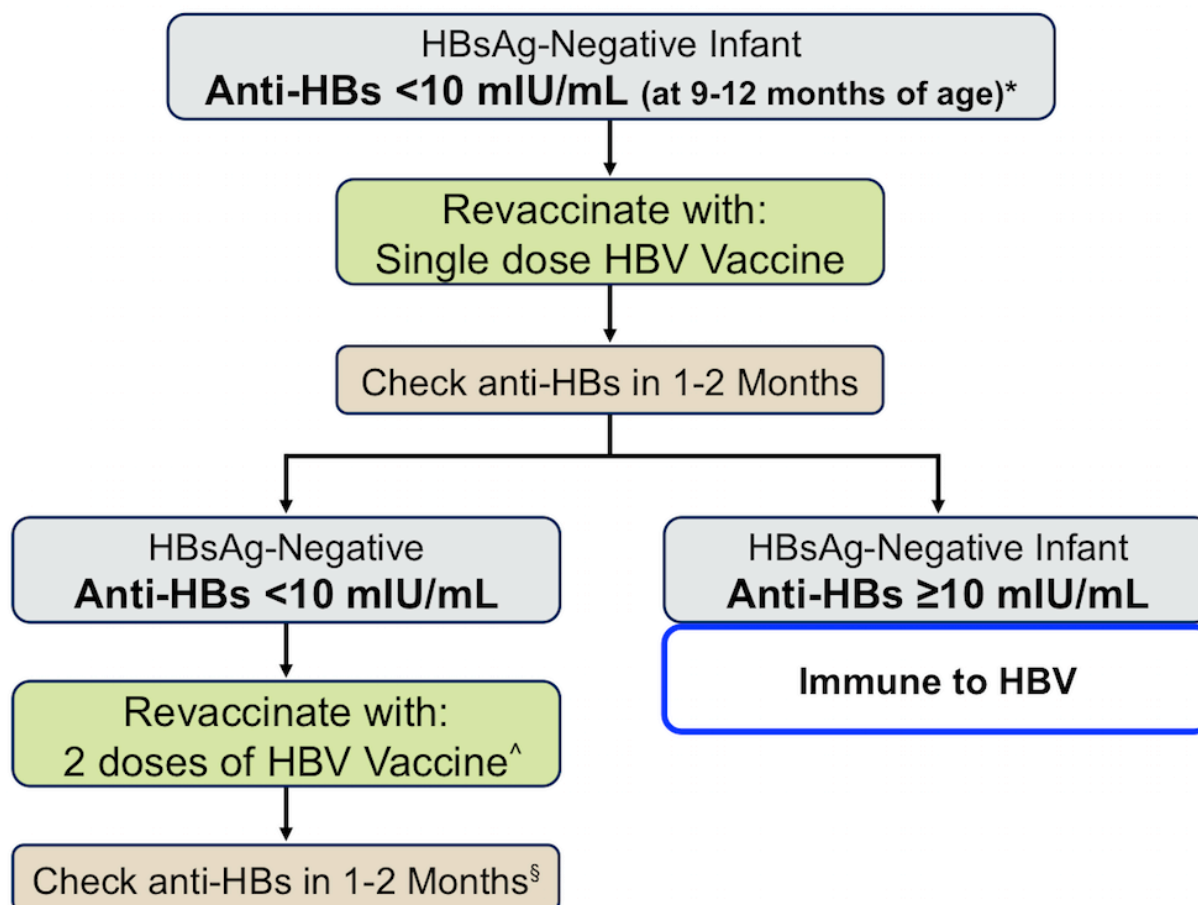 HBsAg-Negative Infant
Anti-HBs <10 mIU/mL (at 9-12 months of age)*
Revaccinate with:
Single dose HBV Vaccine
Check anti-HBs in 1-2 Months
HBsAg-Negative
Anti-HBs <10 mIU/mL
HBsAg-Negative Infant
Anti-HBs ≥10 mIU/mL
Immune to HBV
Revaccinate with:
2 doses of HBV Vaccine^
Check anti-HBs in 1-2 Months§